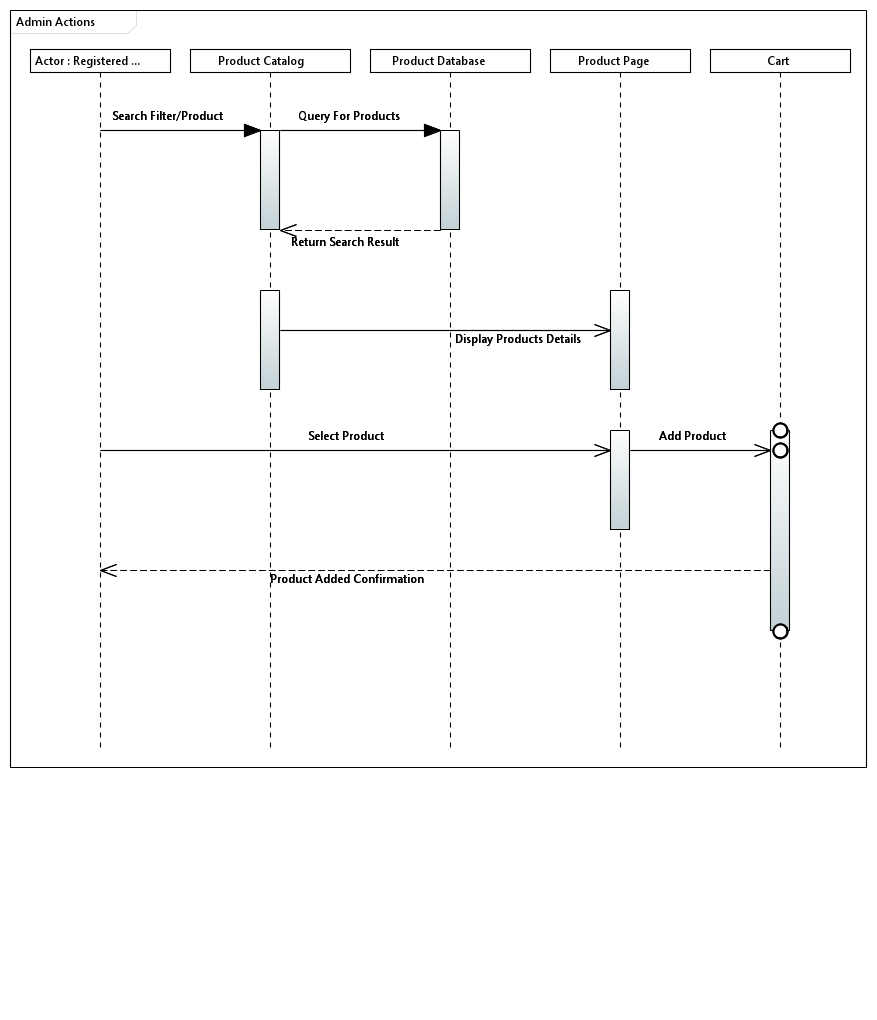 Admin Actions
Actor : Registered ...
Product Catalog
Product Database
Product Page
Cart
Search Filter/Product
Query For Products
Return Search Result
Display Products Details
Select Product
Add Product
Product Added Confirmation